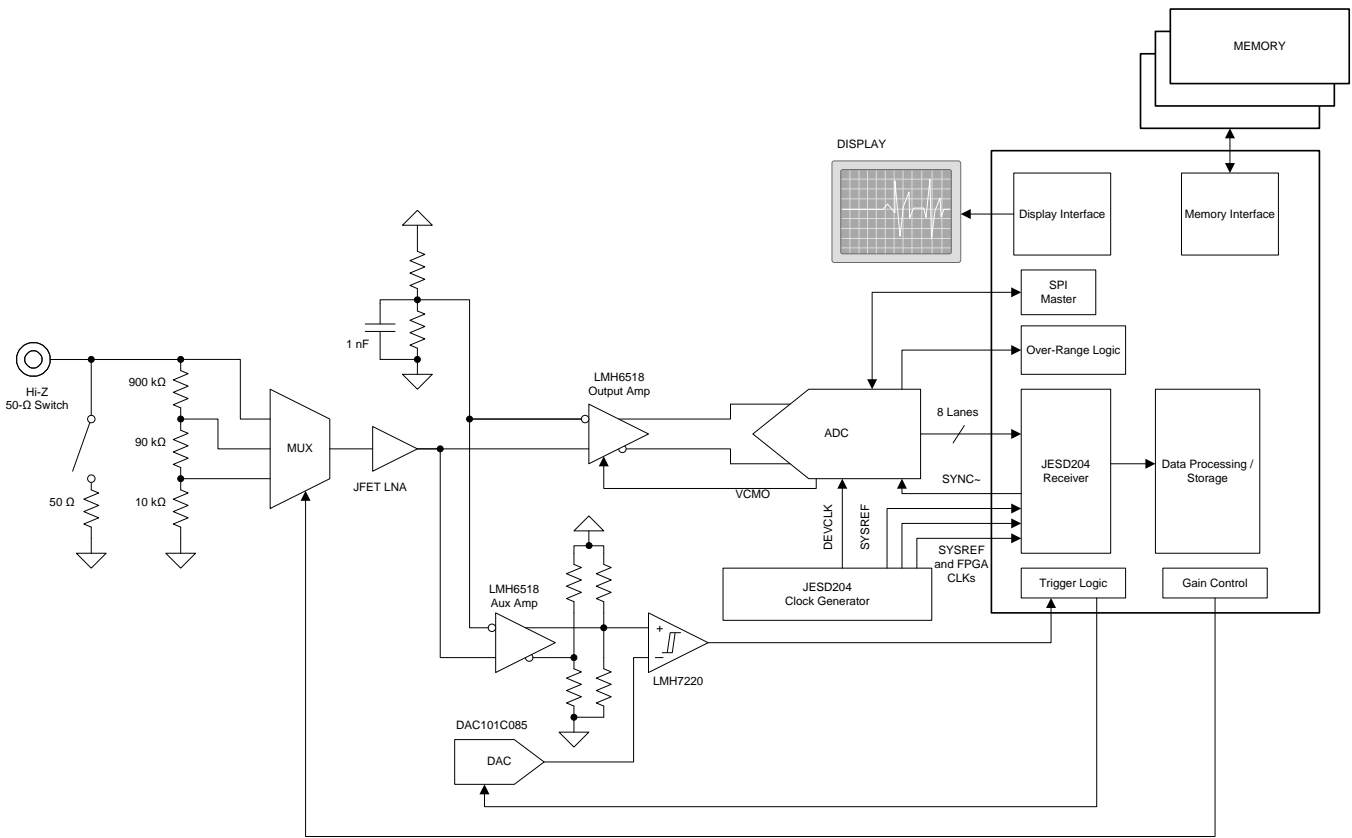 MEMORY
DISPLAY
Display Interface
Memory Interface
SPI
Master
1 nF
Over-Range Logic
Hi-Z
50-Ω Switch
900 kΩ
LMH6518
Output Amp
8 Lanes
ADC
90 kΩ
MUX
JESD204
Receiver
Data Processing /
Storage
JFET LNA
SYNC~
50 Ω
10 kΩ
VCMO
DEVCLK
SYSREF
SYSREF
and FPGA
CLKs
LMH6518
Aux Amp
JESD204
Clock Generator
Trigger Logic
Gain Control
+
−
LMH7220
DAC101C085
DAC